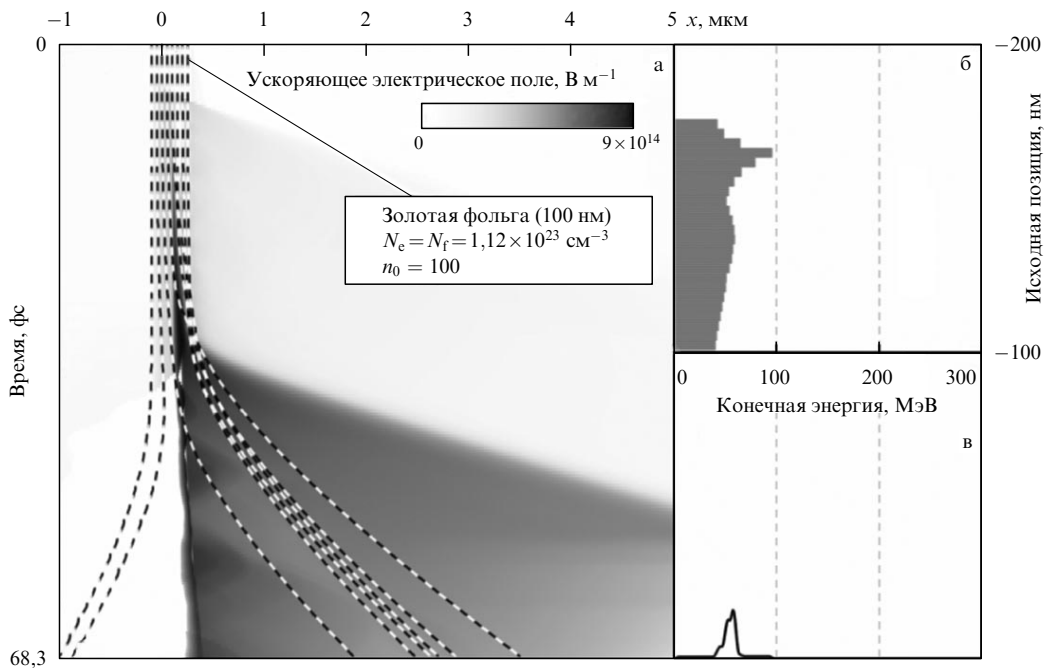 −1 0 1 2 3 4 5 x, мкм
0
Ускоряющее электрическое поле, В м⁻¹
а
0 9×10¹⁴
Золотая фольга (100 нм)
Nₑ = N_f = 1,12×10²³ см⁻³
n₀ = 100
Время, фс
68,3
б
−200
Исходная позиция, нм
−100
0 100 200 300
Конечная энергия, МэВ
в